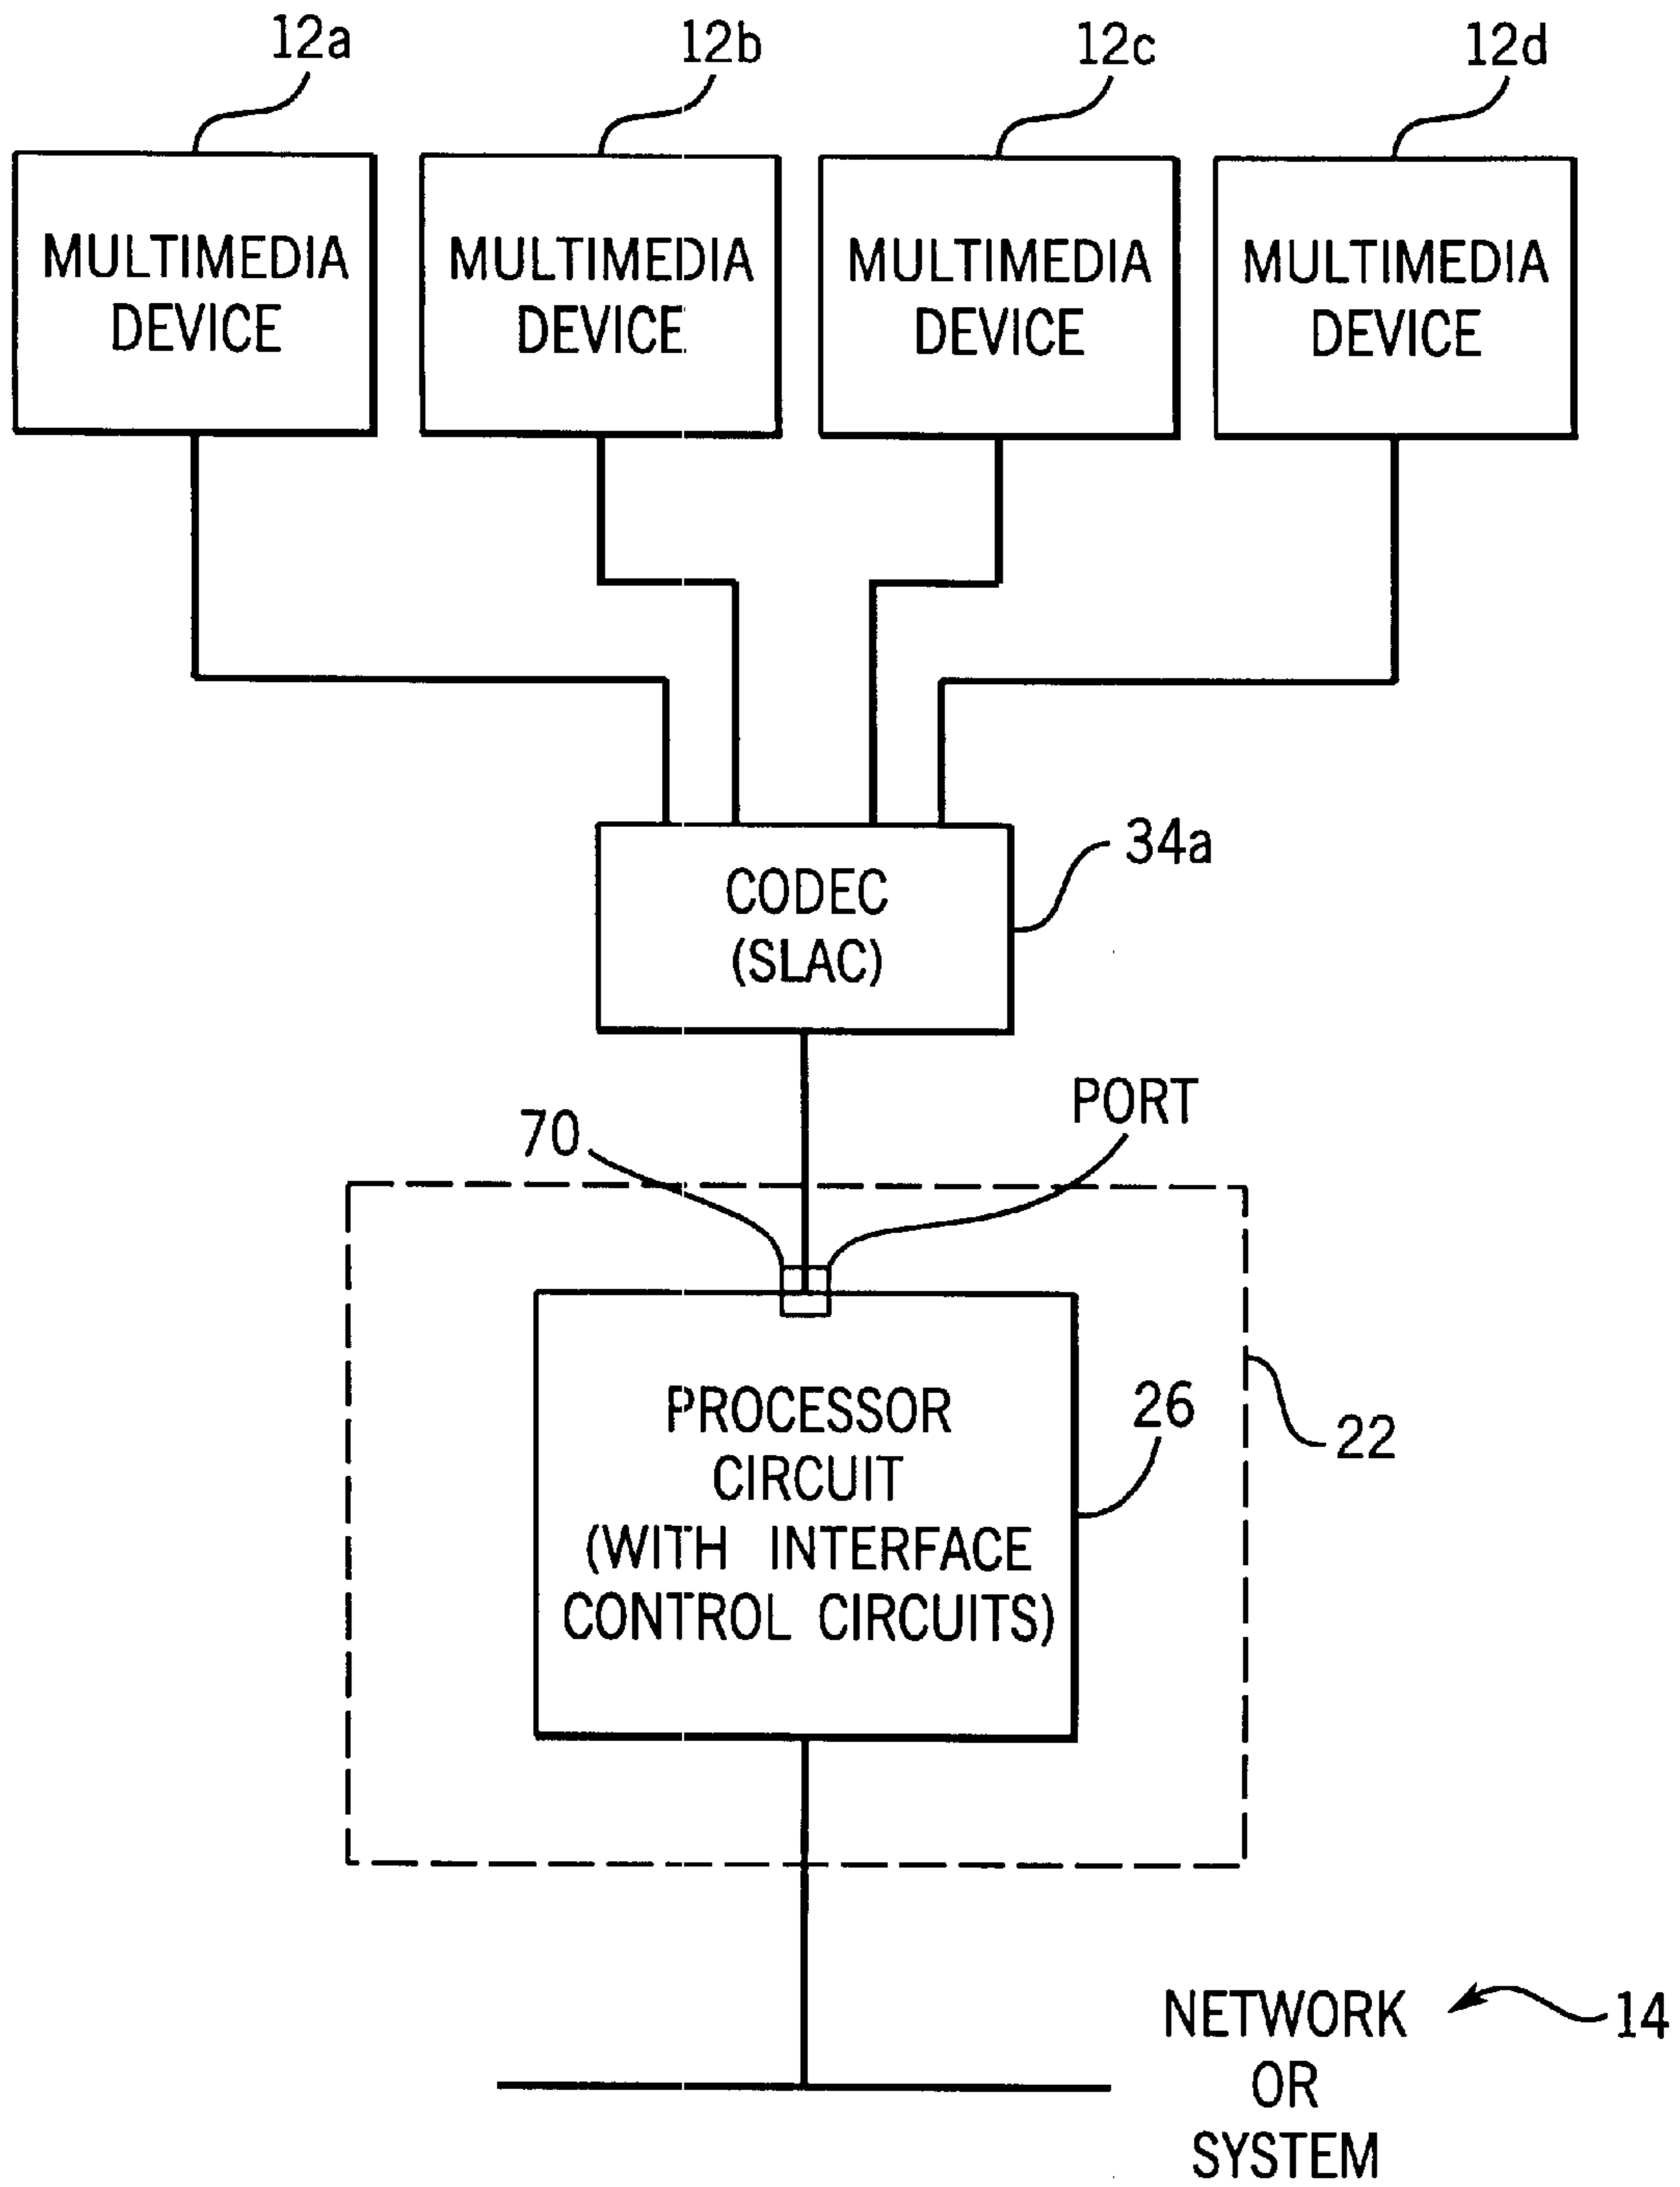 12a
12b
12c
12d
MULTIMEDIA
DEVICE
MULTIMEDIA
DEVICE
MULTIMEDIA
DEVICE
MULTIMEDIA
DEVICE
CODEC
(SLAC)
34a
70
PORT
PROCESSOR
CIRCUIT
(WITH INTERFACE
CONTROL CIRCUITS)
26
22
NETWORK
OR
SYSTEM
14